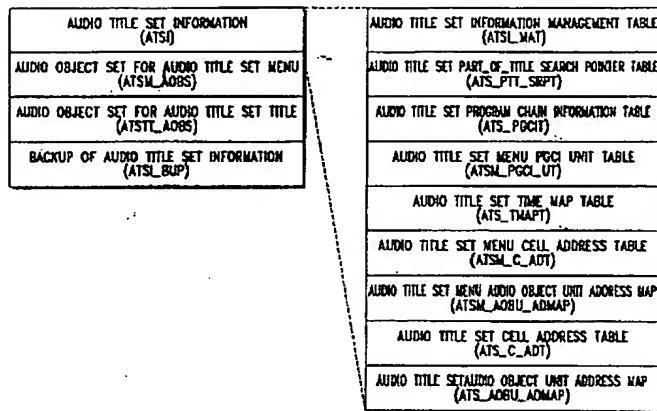 AUDIO TITLE SET INFORMATION
(ATSI)
AUDIO OBJECT SET FOR AUDIO TITLE SET MENU
(ATSM_AOBS)
AUDIO OBJECT SET FOR AUDIO TITLE SET TITLE
(ATSTT_AOBS)
BACKUP OF AUDIO TITLE SET INFORMATION
(ATSI_BUP)
AUDIO TITLE SET INFORMATION MANAGEMENT TABLE
(ATSI_MAT)
AUDIO TITLE SET PART_OF_TITLE SEARCH POINTER TABLE
(ATS_PTT_SRPT)
AUDIO TITLE SET PROGRAM CHAIN INFORMATION TABLE
(ATS_PGCIT)
AUDIO TITLE SET MENU PGCI UNIT TABLE
(ATSM_PGCI_UT)
AUDIO TITLE SET TIME MAP TABLE
(ATS_TMAPT)
AUDIO TITLE SET MENU CELL ADDRESS TABLE
(ATSM_C_ADT)
AUDIO TITLE SET MENU AUDIO OBJECT UNIT ADDRESS MAP
(ATSM_AOBU_ADMAP)
AUDIO TITLE SET CELL ADDRESS TABLE
(ATS_C_ADT)
AUDIO TITLE SETAUDIO OBJECT UNIT ADDRESS MAP
(ATS_AOBU_ADMAP)